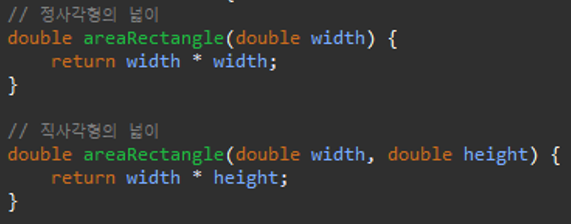 // 정사각형의 넓이
double areaRectangle(double width) {
    return width * width;
}
// 직사각형의 넓이
double areaRectangle(double width, double height) {
    return width * height;
}